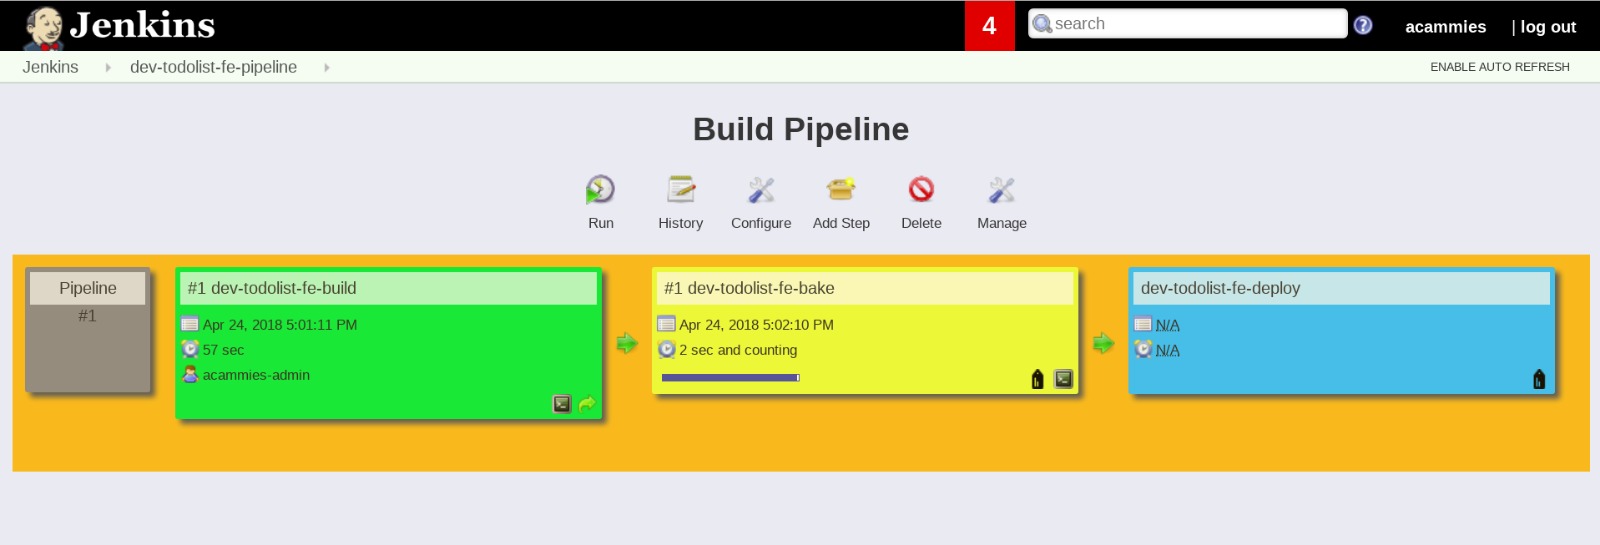 Jenkins
4
search
acammies
| log out
Jenkins
dev-todolist-fe-pipeline
ENABLE AUTO REFRESH
Build Pipeline
Run
History
Configure
Add Step
Delete
Manage
Pipeline
#1
#1 dev-todolist-fe-build
Apr 24, 2018 5:01:11 PM
57 sec
acammies-admin
#1 dev-todolist-fe-bake
Apr 24, 2018 5:02:10 PM
2 sec and counting
dev-todolist-fe-deploy
N/A
N/A